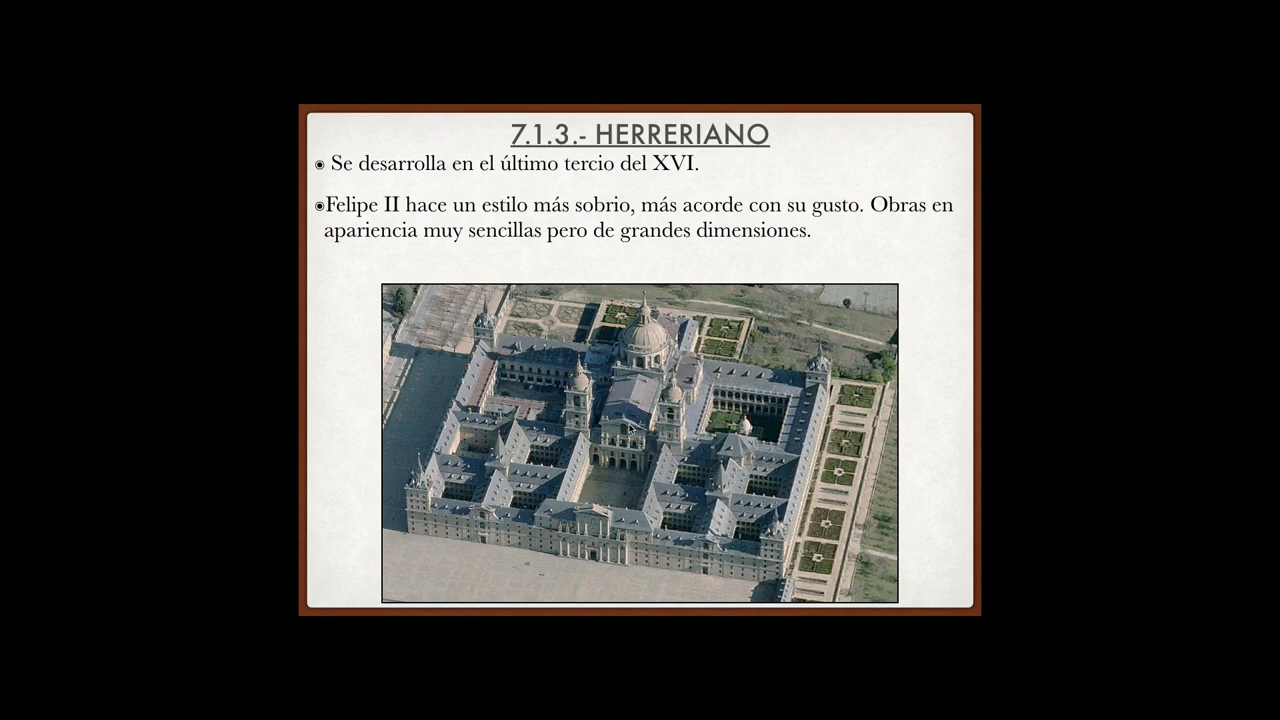 7.1.3.- HERRERIANO
Se desarrolla en el último tercio del XVI.
Felipe II hace un estilo más sobrio, más acorde con su gusto. Obras en
apariencia muy sencillas pero de grandes dimensiones.